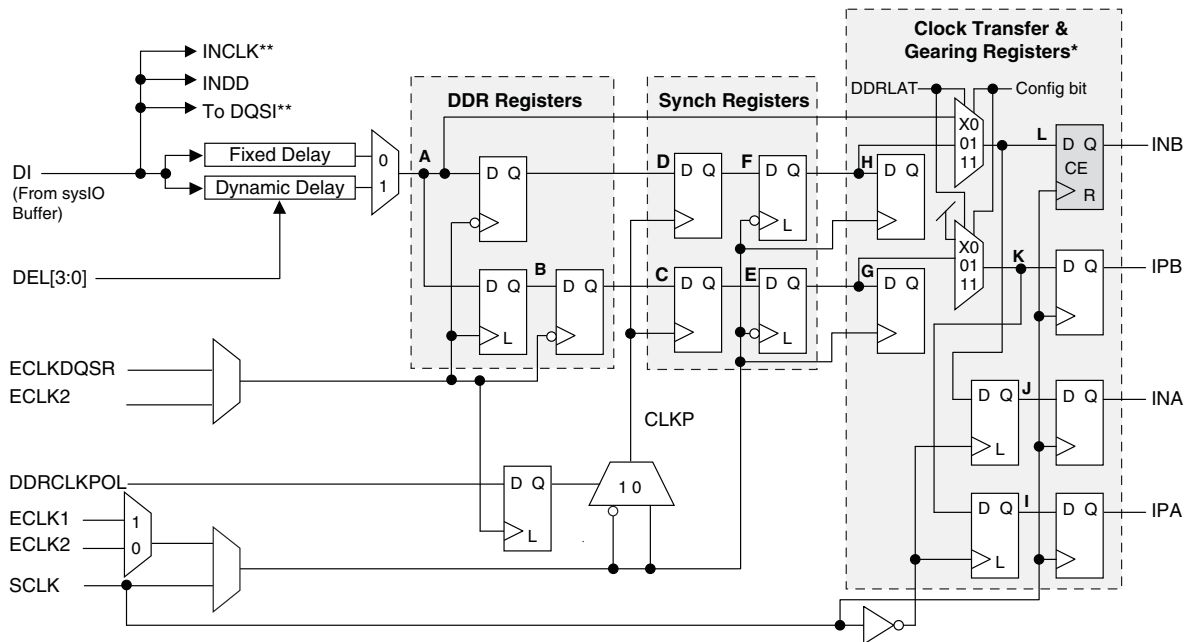 Clock Transfer &
Gearing Registers*
INCLK**
INDD
To DQSI**
DDR Registers
Synch Registers
DDRLAT
Config bit
X0
01
11
L
D Q
CE
R
INB
DI
(From sysIO
Buffer)
Fixed Delay
Dynamic Delay
0
1
A
D Q
D
D Q
F
D Q
L
H
D Q
X0
01
11
K
D Q
IPB
DEL[3:0]
D Q
L
B
D Q
C
D Q
E
D Q
L
G
D Q
ECLKDQSR
ECLK2
CLKP
D Q
L
J
D Q
INA
DDRCLKPOL
D Q
L
1 0
ECLK1
ECLK2
1
0
SCLK
D Q
L
I
D Q
IPA